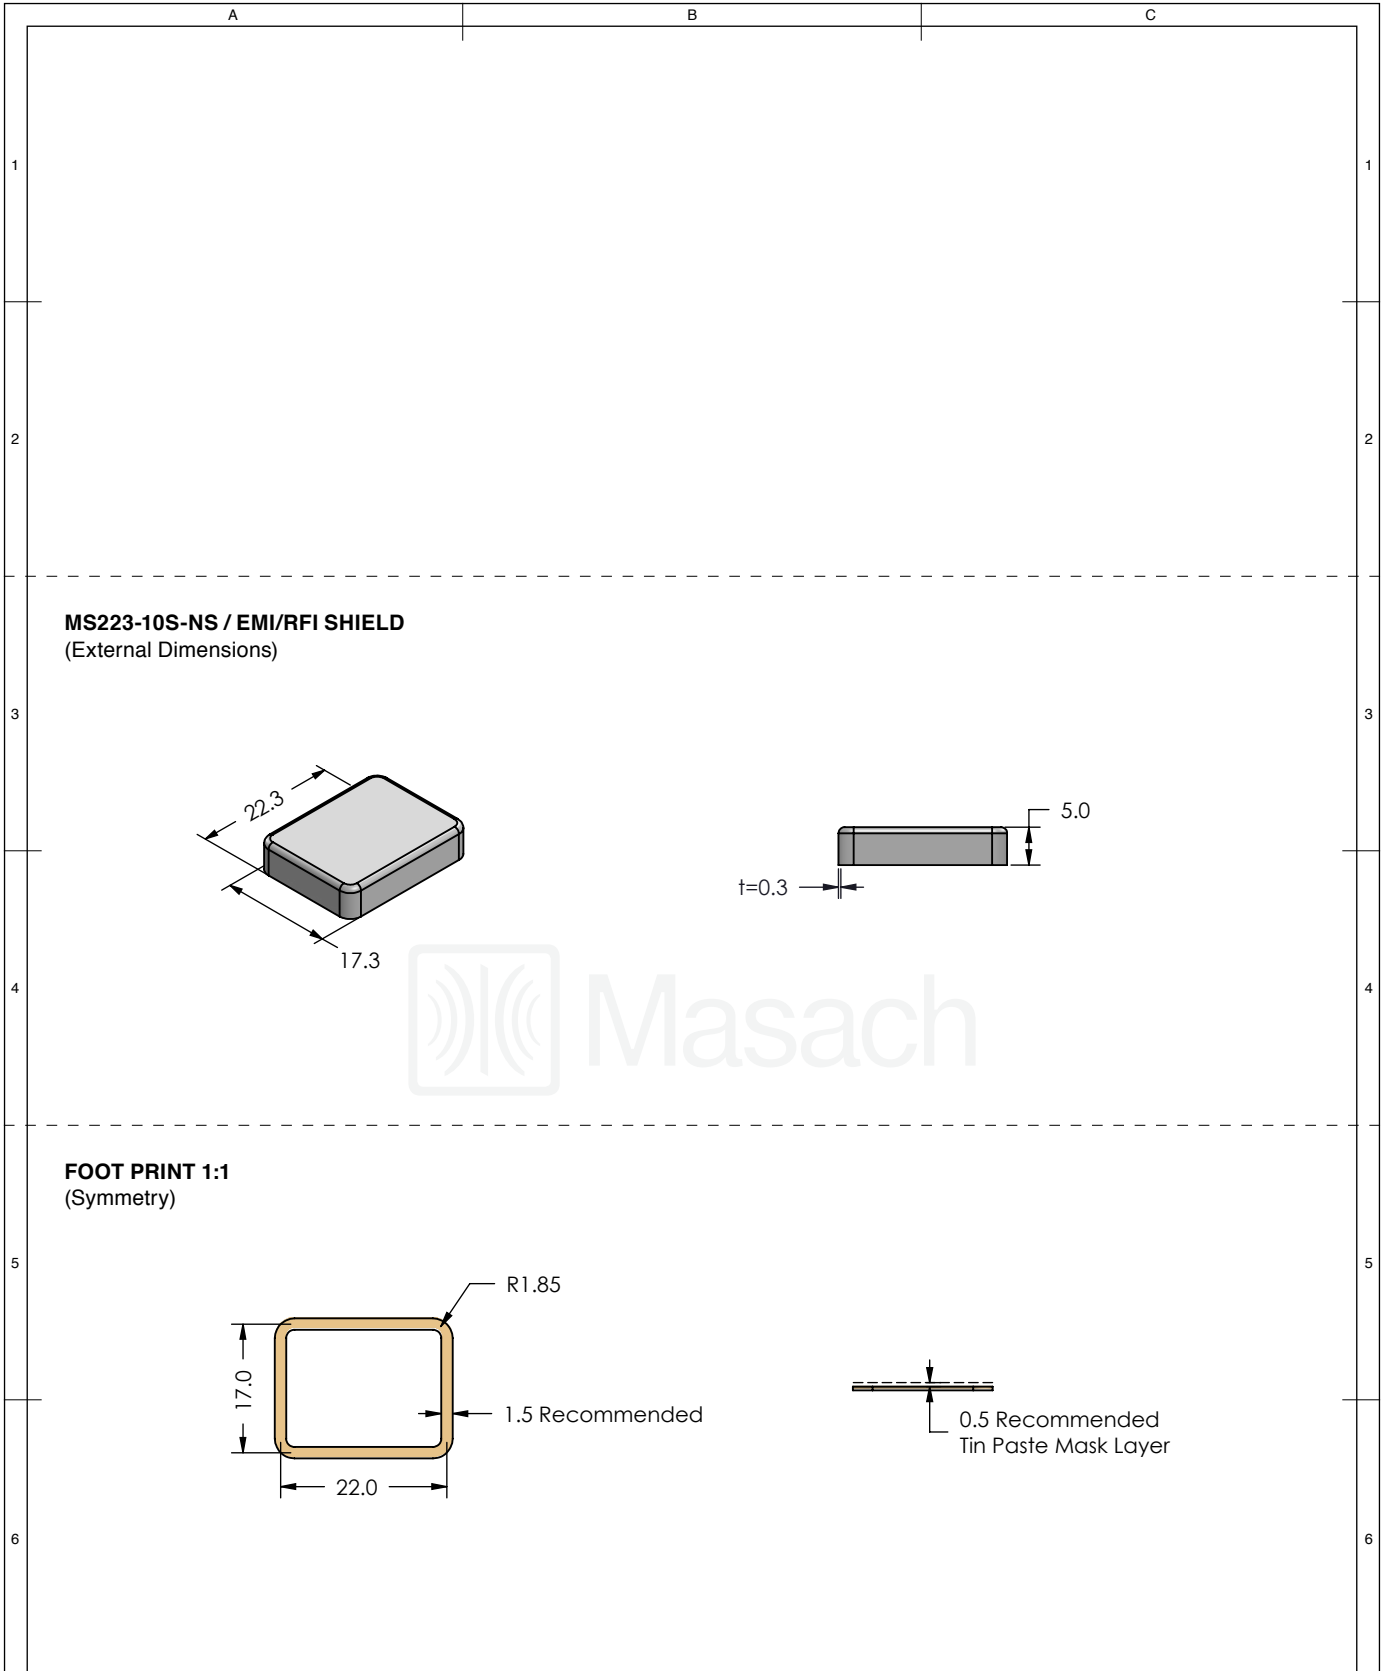 A
B
C
1
1
2
2
MS223-10S-NS / EMI/RFI SHIELD
(External Dimensions)
3
3
22.3
5.0
t=0.3
17.3
Masach
4
4
FOOT PRINT 1:1
(Symmetry)
5
5
R1.85
17.0
1.5 Recommended
0.5 Recommended
Tin Paste Mask Layer
22.0
6
6